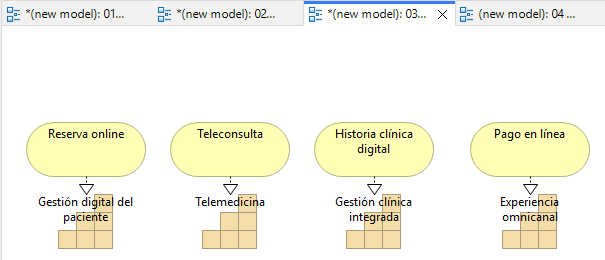 *(new model): 01...
*(new model): 02...
*(new model): 03...
(new model): 04 ...
Reserva online
Teleconsulta
Historia clínica
digital
Pago en línea
Gestión digital del
paciente
Telemedicina
Gestión clínica
integrada
Experiencia
omnicanal